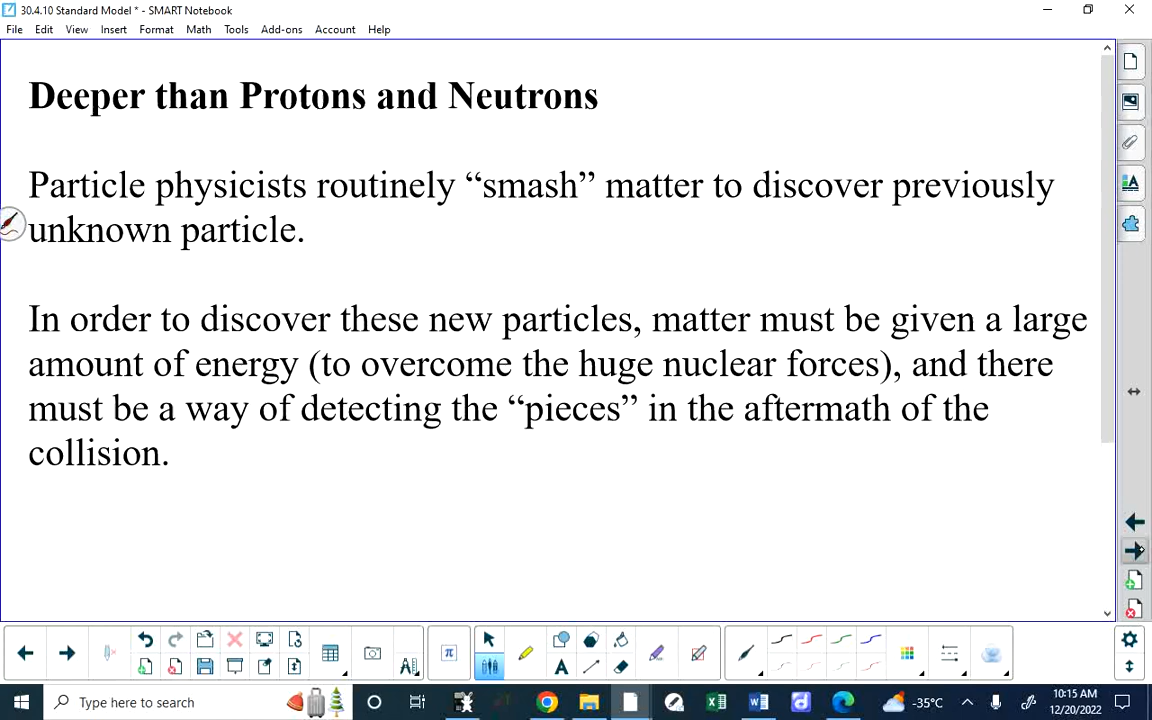 30.4.10 Standard Model * - SMART Notebook
File Edit View Insert Format Math Tools Add-ons Account Help
Deeper than Protons and Neutrons
Particle physicists routinely “smash” matter to discover previously
unknown particle.
In order to discover these new particles, matter must be given a large
amount of energy (to overcome the huge nuclear forces), and there
must be a way of detecting the “pieces” in the aftermath of the
collision.
Type here to search
-35°C
10:15 AM
12/20/2022